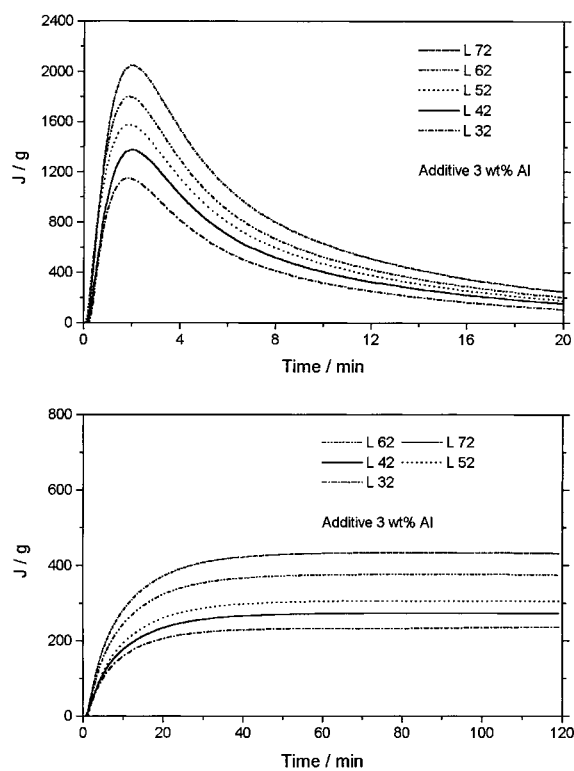 2400
2000
1600
1200
800
400
0
J / g
L 72
L 62
L 52
L 42
L 32
Additive 3 wt% Al
0 4 8 12 16 20
Time / min
800
600
400
200
0
J / g
L 62 L 72
L 42 L 52
L 32
Additive 3 wt% Al
0 20 40 60 80 100 120
Time / min